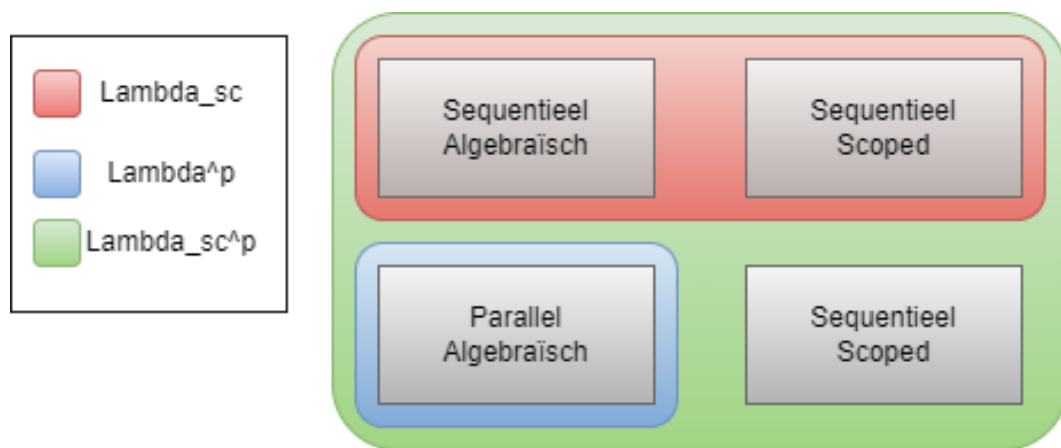 Lambda_sc
Lambda^p
Lambda_sc^p
Sequentieel
Algebraïsch
Sequentieel
Scoped
Parallel
Algebraïsch
Sequentieel
Scoped